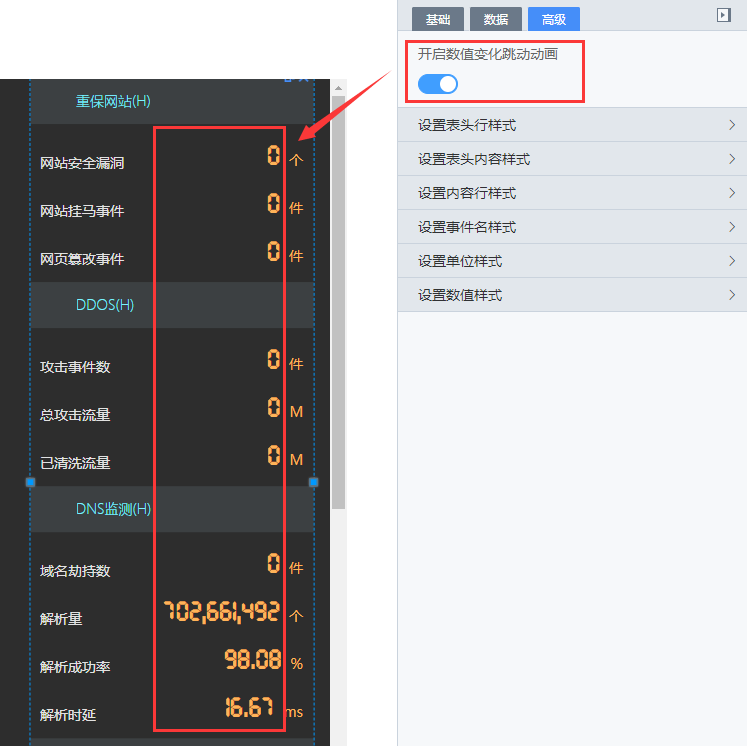 重保网站(H)
网站安全漏洞 0 个
网站挂马事件 0 件
网页篡改事件 0 件
DDOS(H)
攻击事件数 0 件
总攻击流量 0 M
已清洗流量 0 M
DNS监测(H)
域名劫持数 0 件
解析量 702,661,492 个
解析成功率 98.08 %
解析时延 16.67 ms
基础 数据 高级
开启数值变化跳动动画
设置表头行样式
设置表头内容样式
设置内容行样式
设置事件名样式
设置单位样式
设置数值样式